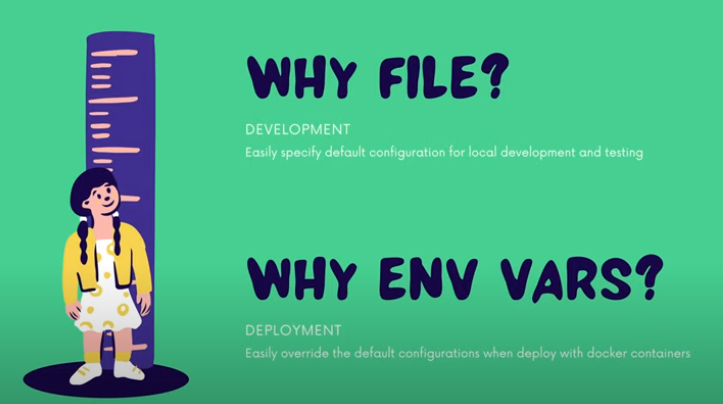 WHY FILE?
DEVELOPMENT
Easily specify default configuration for local development and testing
WHY ENV VARS?
DEPLOYMENT
Easily override the default configurations when deploy with docker containers